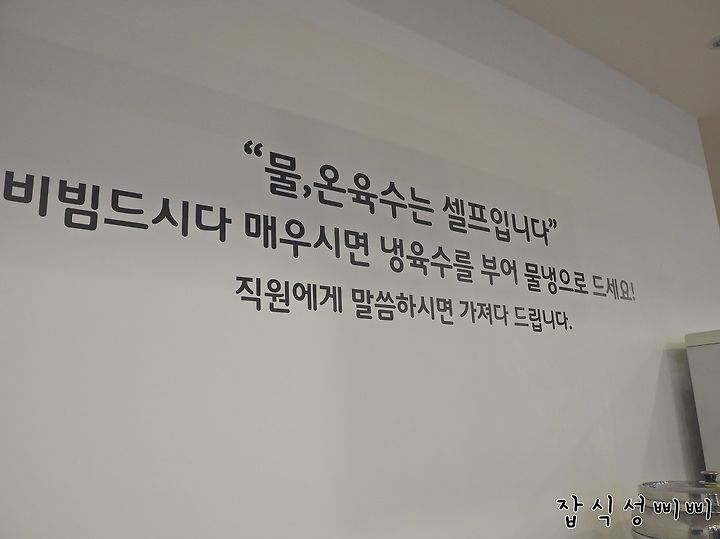 “물,온육수는 셀프입니다”
비빔드시다 매우시면 냉육수를 부어 물냉으로 드세요!
직원에게 말씀하시면 가져다 드립니다.
잡식성삐삐